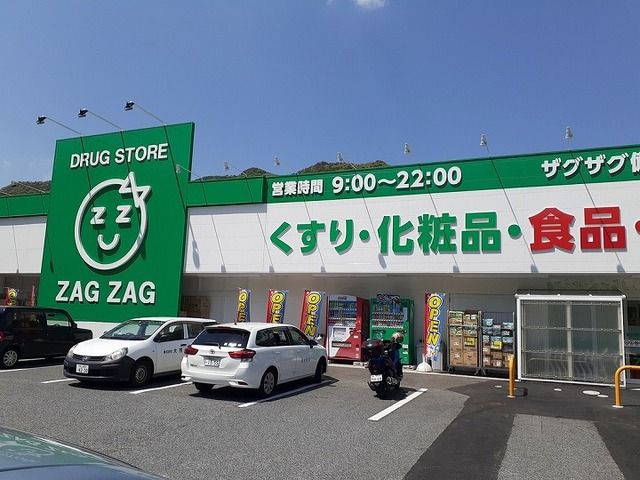 DRUG STORE
ZZ
ZAG ZAG
営業時間 9:00〜22:00
ザグザグ
くすり・化粧品・食品・
OPEN
OPEN
OPEN
OPEN